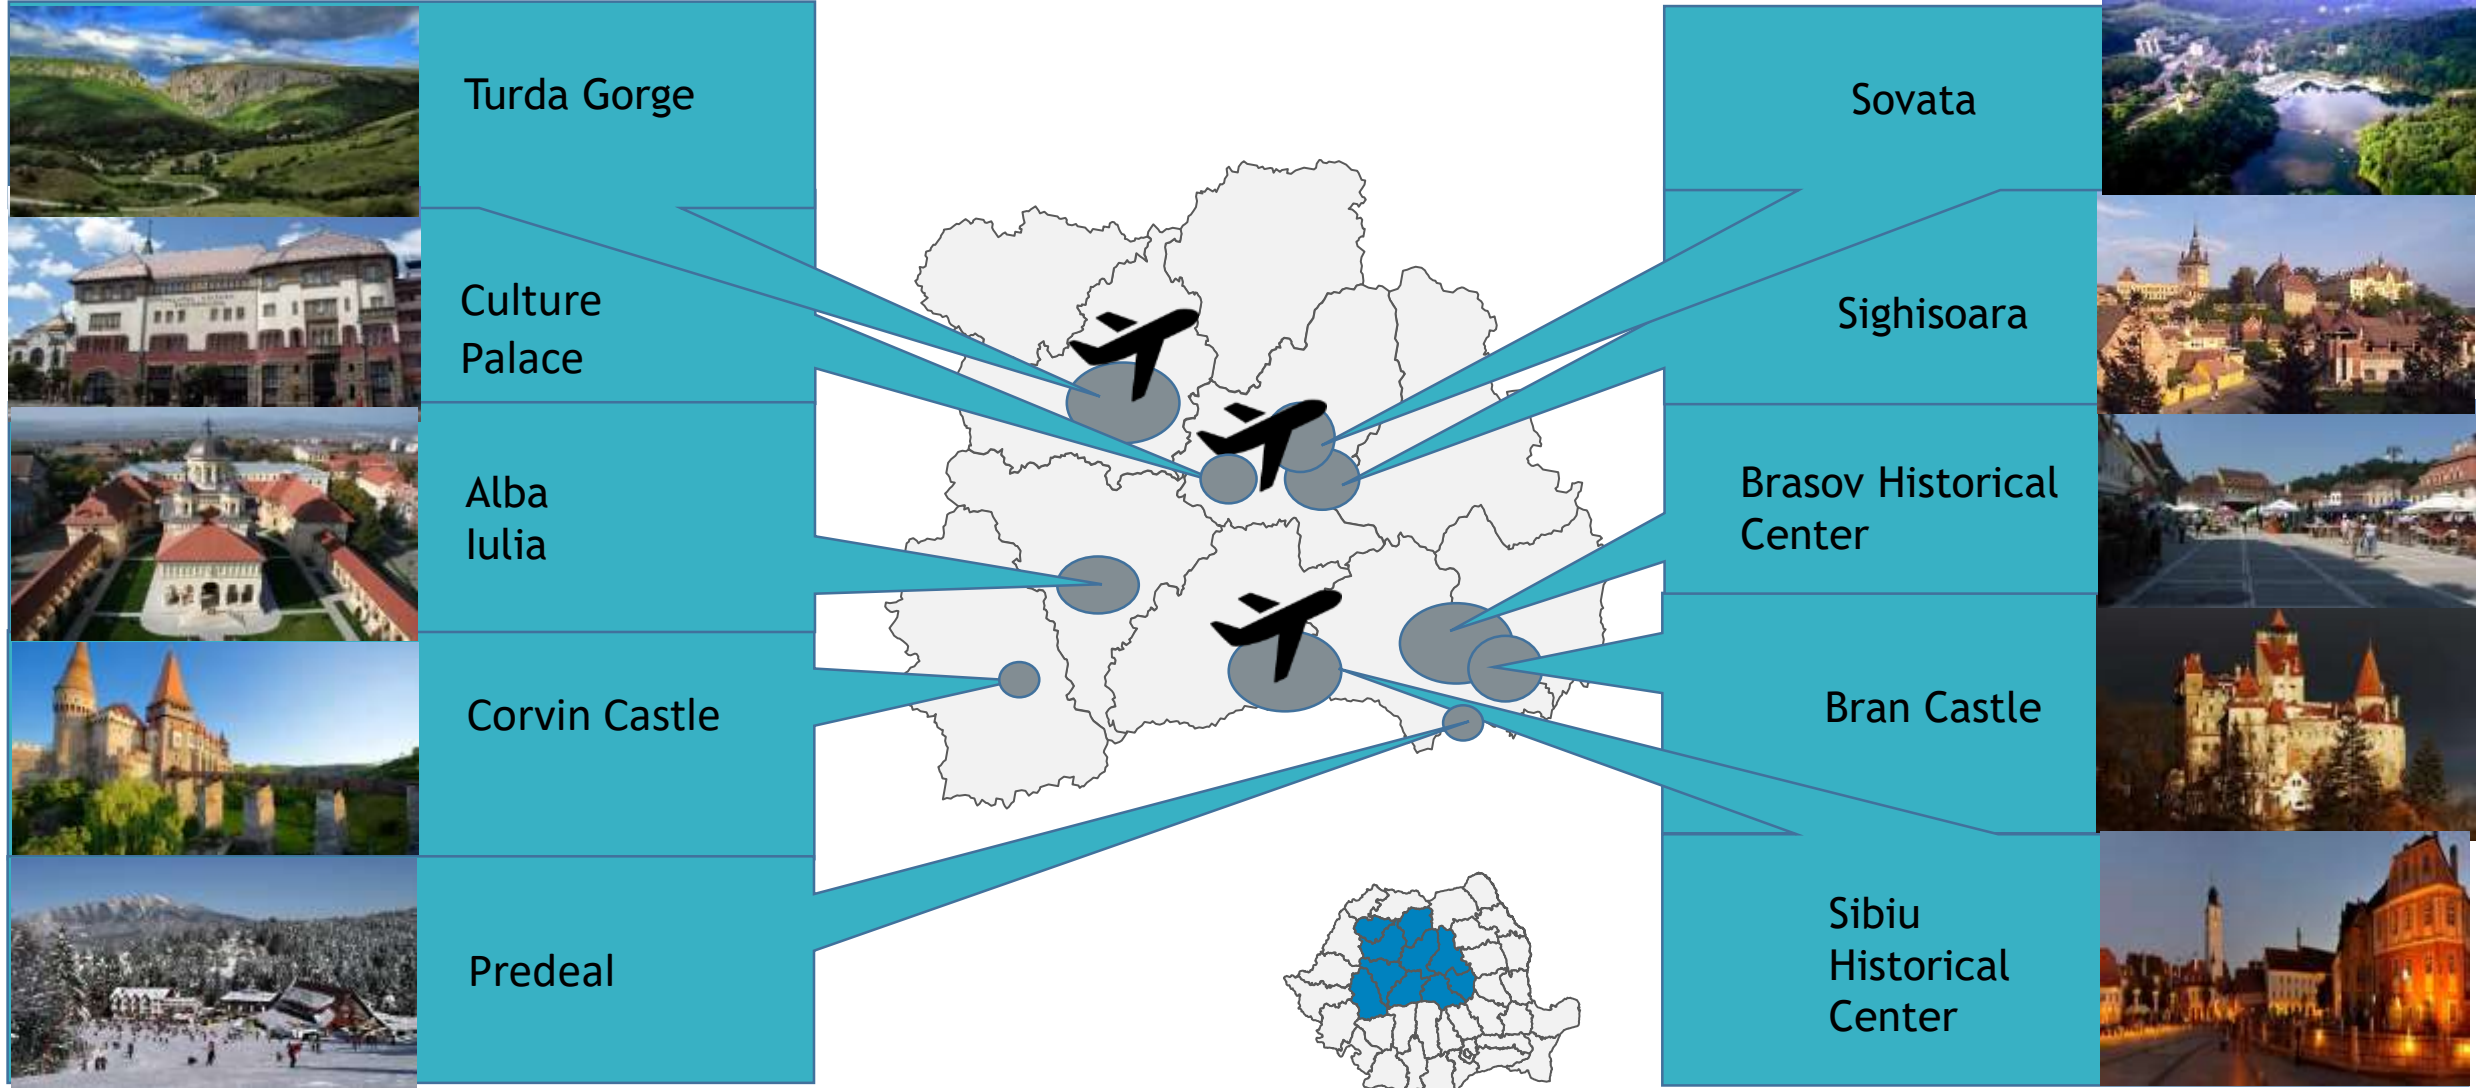 Turda Gorge
Culture
Palace
Alba
Iulia
Corvin Castle
Predeal
Sovata
Sighisoara
Brasov Historical
Center
Bran Castle
Sibiu
Historical
Center